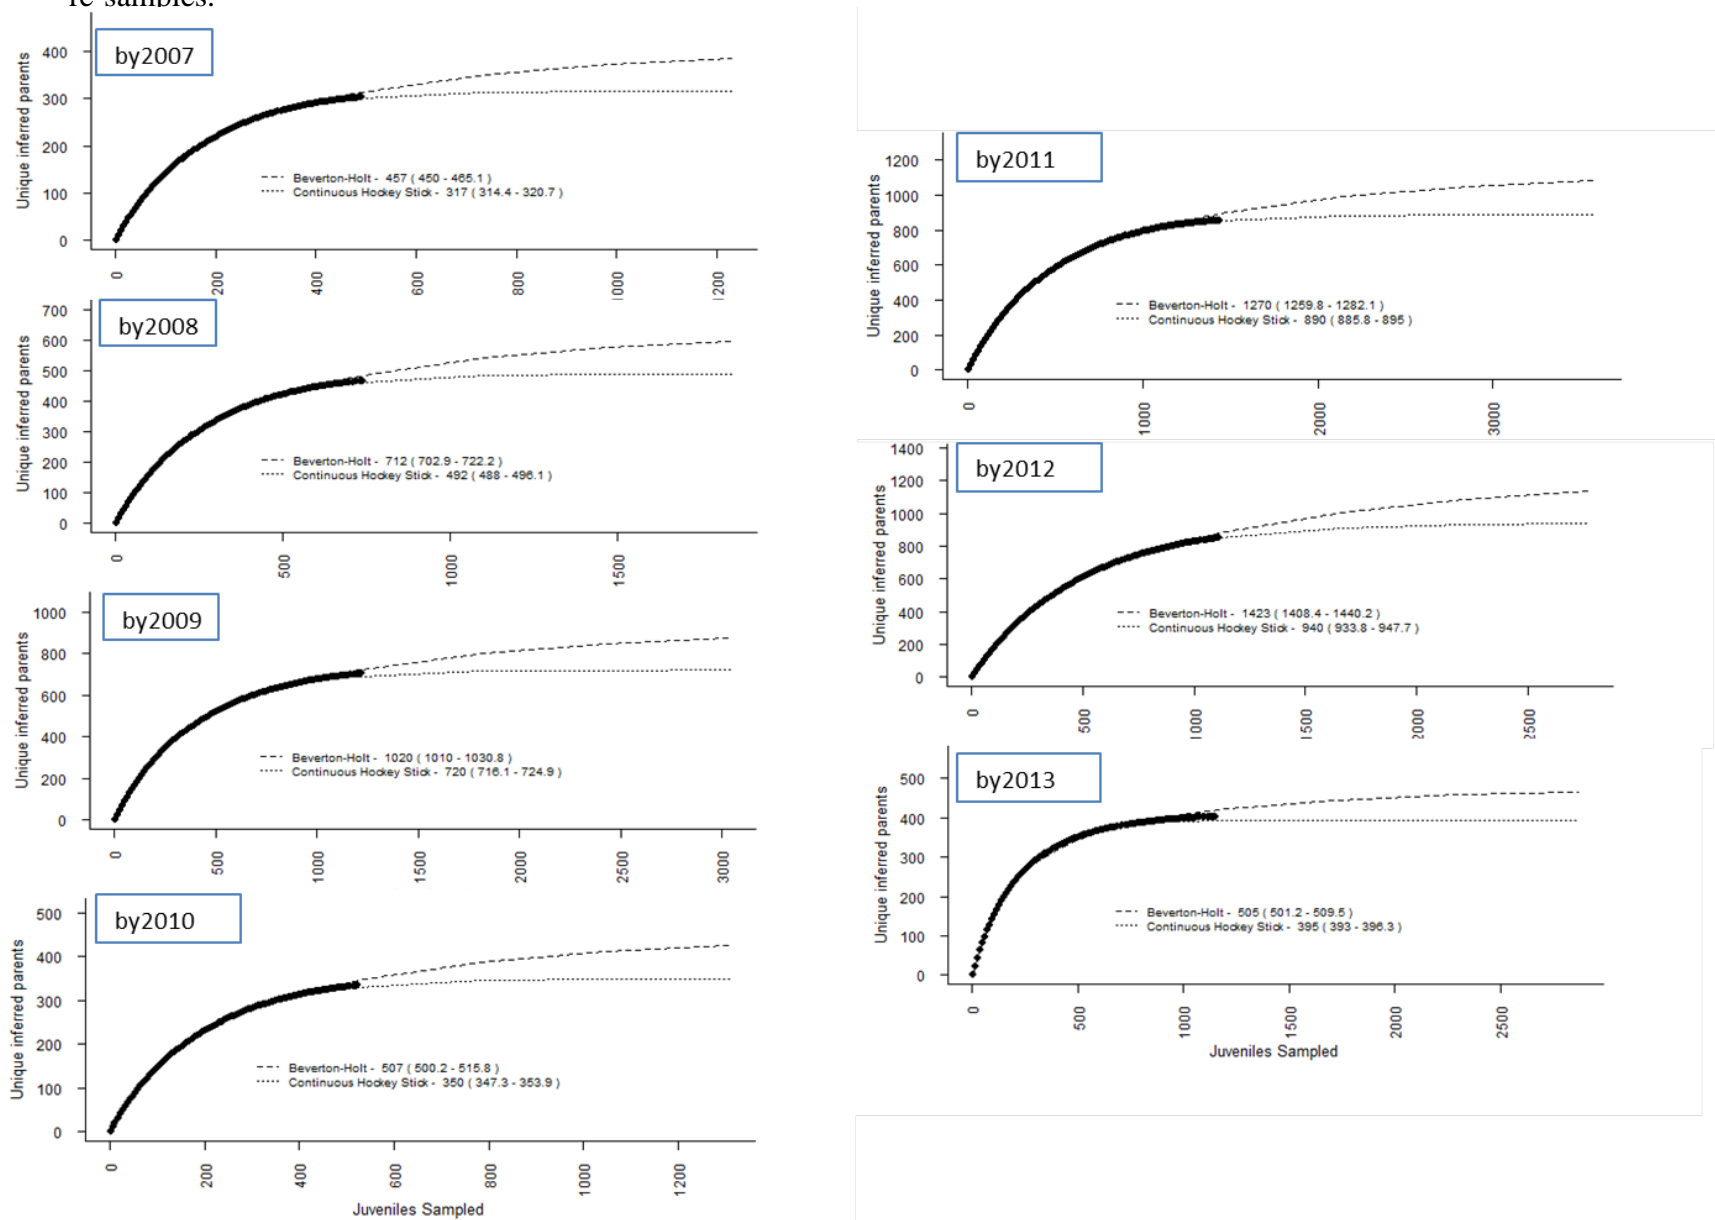 re-samples.
by2007
Unique inferred parents
400
300
200
100
0
Beverton-Holt - 457 ( 450 - 465.1 )
Continuous Hockey Stick - 317 ( 314.4 - 320.7 )
0 200 400 600 800 1000 1200
by2008
Unique inferred parents
700
600
500
400
300
200
100
0
Beverton-Holt - 712 ( 702.9 - 722.2 )
Continuous Hockey Stick - 492 ( 488 - 496.1 )
0 500 1000 1500
by2009
Unique inferred parents
1000
800
600
400
200
0
Beverton-Holt - 1020 ( 1010 - 1030.8 )
Continuous Hockey Stick - 720 ( 716.1 - 724.9 )
0 500 1000 1500 2000 2500 3000
by2010
Unique inferred parents
500
400
300
200
100
0
Beverton-Holt - 507 ( 500.2 - 515.8 )
Continuous Hockey Stick - 350 ( 347.3 - 353.9 )
0 200 400 600 800 1000 1200
Juveniles Sampled
by2011
Unique inferred parents
1200
1000
800
600
400
200
0
Beverton-Holt - 1270 ( 1259.8 - 1282.1 )
Continuous Hockey Stick - 890 ( 885.8 - 895 )
0 1000 2000 3000
by2012
Unique inferred parents
1400
1200
1000
800
600
400
200
0
Beverton-Holt - 1423 ( 1408.4 - 1440.2 )
Continuous Hockey Stick - 940 ( 933.8 - 947.7 )
0 500 1000 1500 2000 2500
by2013
Unique inferred parents
500
400
300
200
100
0
Beverton-Holt - 505 ( 501.2 - 509.5 )
Continuous Hockey Stick - 395 ( 393 - 396.3 )
0 500 1000 1500 2000 2500
Juveniles Sampled